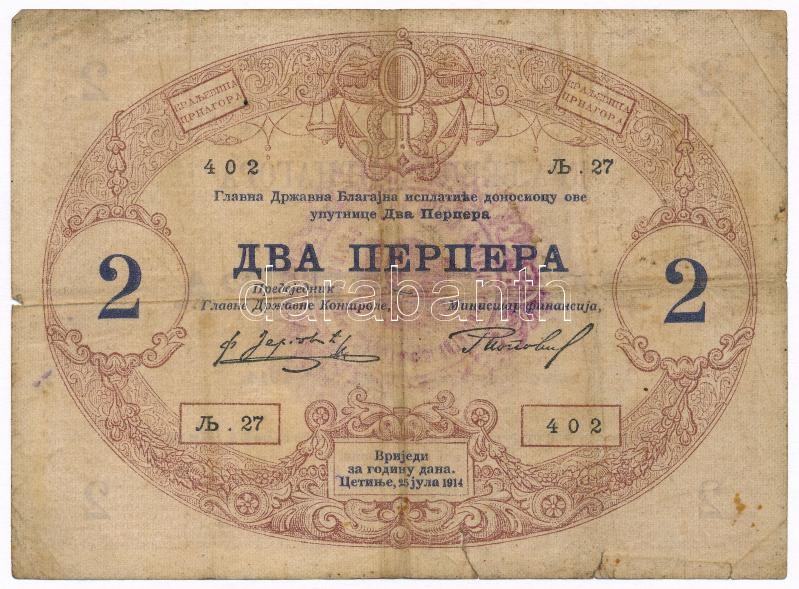 КРАЉЕВИНА
ЦРНАГОРА
КРАЉЕВИНА
ЦРНАГОРА
402
Љ.27
Главна Државна Благајна исплатиће доносиоцу ове
упутнице Два Перпера
ДВА ПЕРПЕРА
2
2
Предсједник
Главне Државне Контроле,
Министар финансија,
darabanth
Љ.27
402
Вриједи
за годину дана.
Цетиње, 25 јула 1914